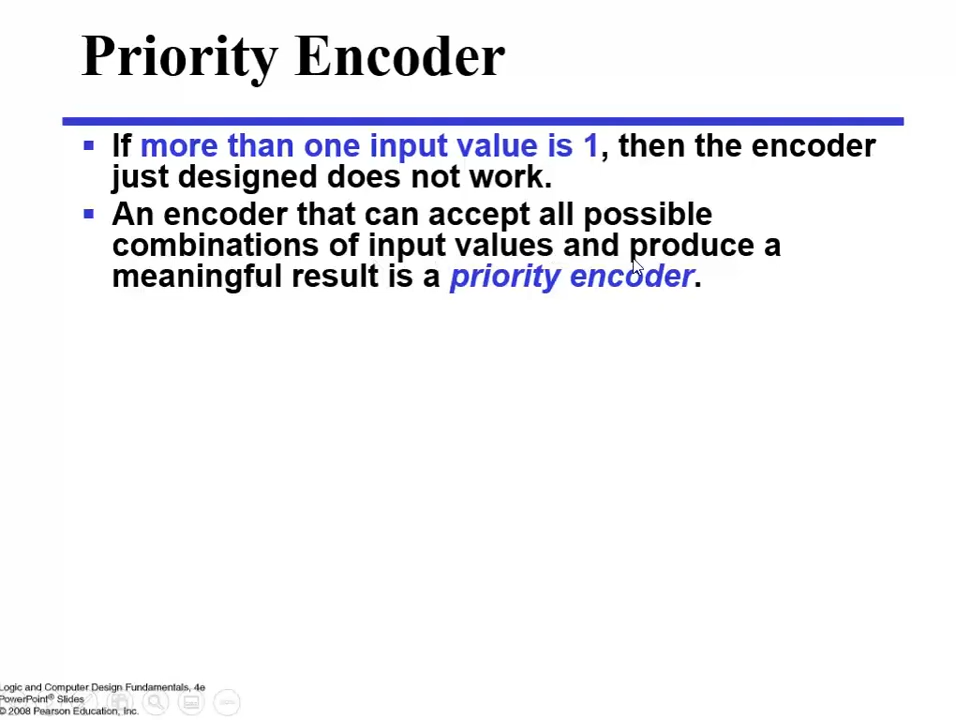 Priority Encoder
▪ If more than one input value is 1, then the encoder
just designed does not work.
▪ An encoder that can accept all possible
combinations of input values and produce a
meaningful result is a priority encoder.
Logic and Computer Design Fundamentals, 4e
PowerPoint® Slides
© 2008 Pearson Education, Inc.